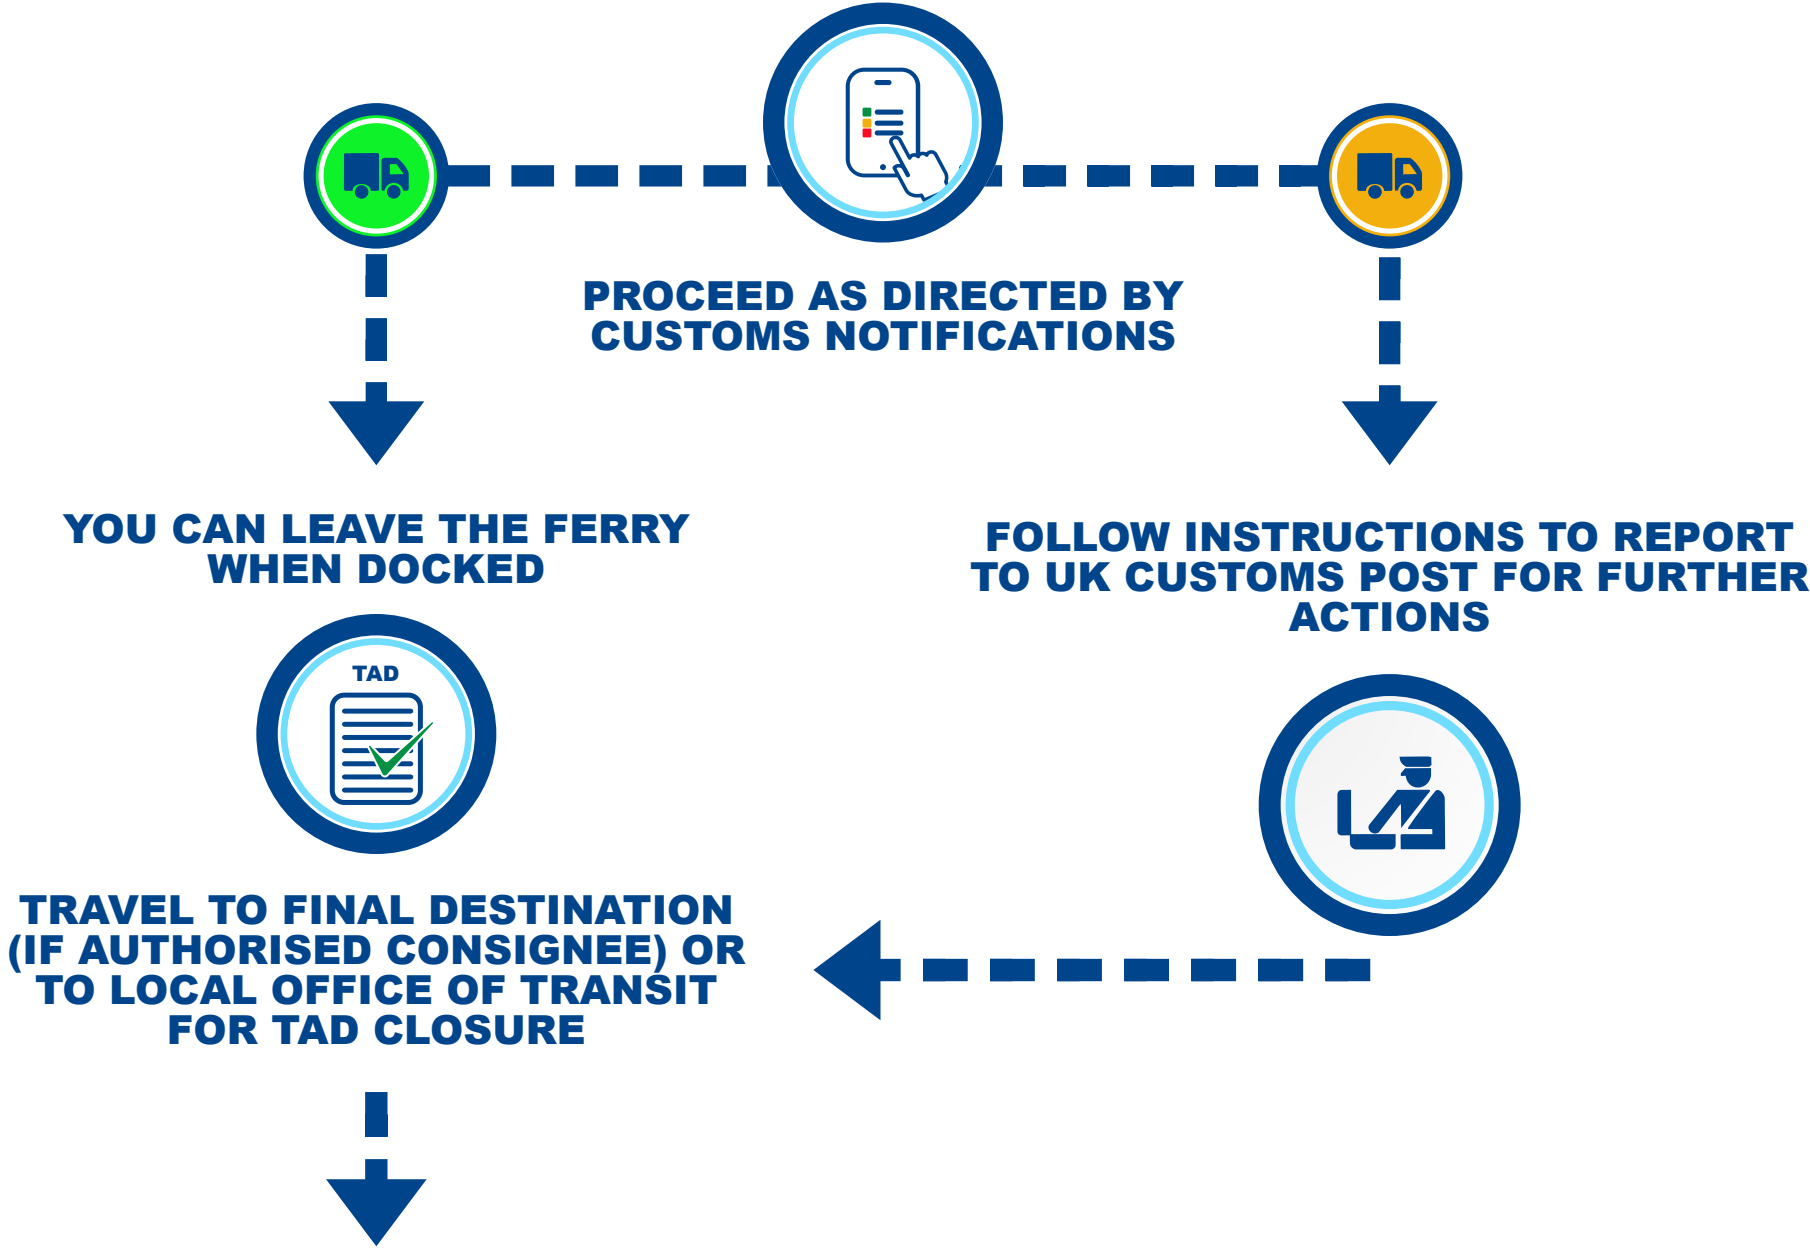 PROCEED AS DIRECTED BY
CUSTOMS NOTIFICATIONS
YOU CAN LEAVE THE FERRY
WHEN DOCKED
FOLLOW INSTRUCTIONS TO REPORT
TO UK CUSTOMS POST FOR FURTHER
ACTIONS
TAD
TRAVEL TO FINAL DESTINATION
(IF AUTHORISED CONSIGNEE) OR
TO LOCAL OFFICE OF TRANSIT
FOR TAD CLOSURE